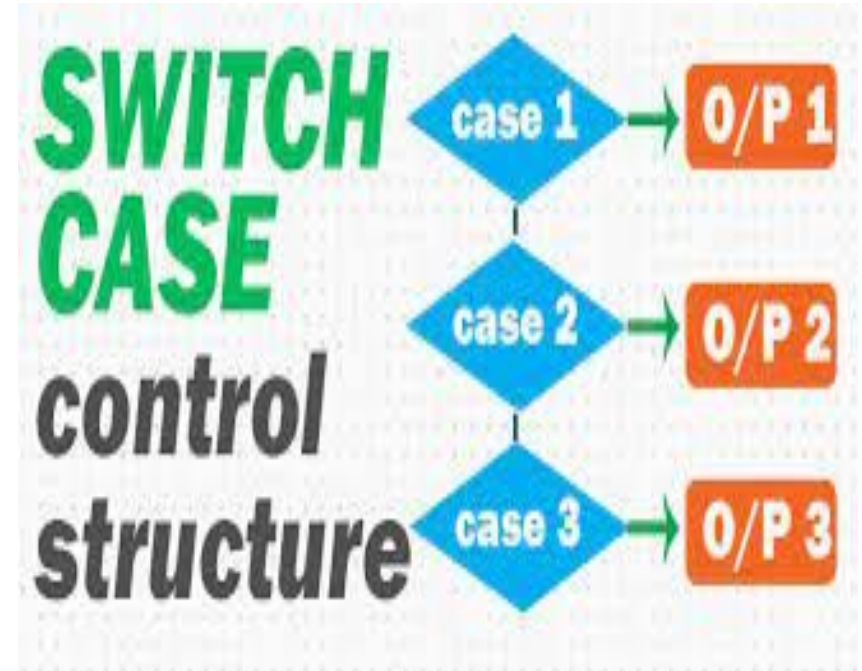 SWITCH
CASE
control
structure
case 1
O/P 1
case 2
O/P 2
case 3
O/P 3